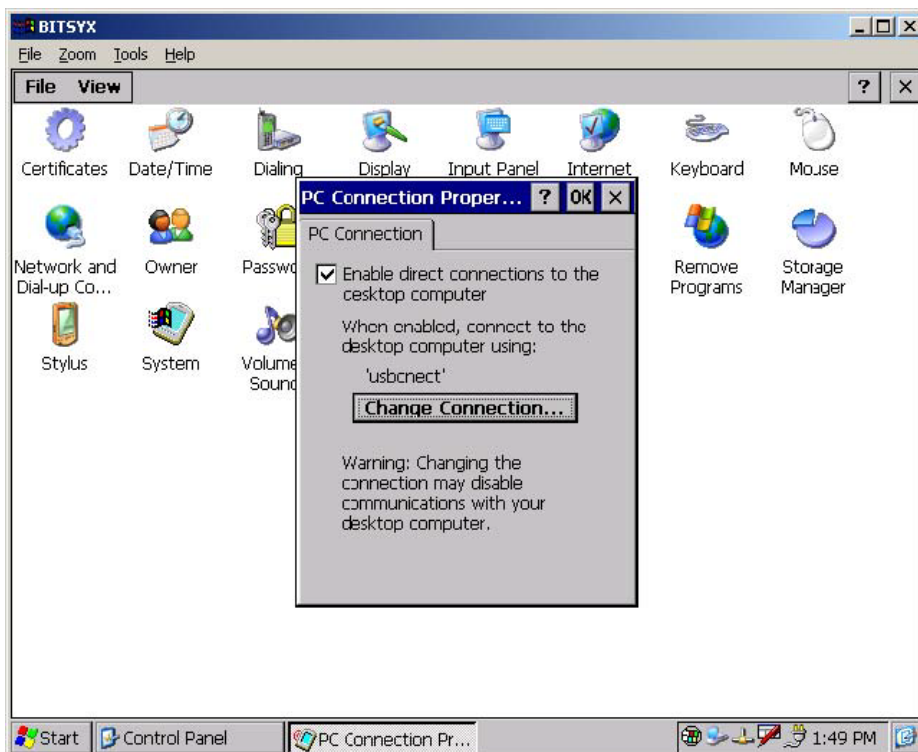 BITSYX
File Zoom Tools Help
File View ? ×
Certificates Date/Time Dialing Display Input Panel Internet Keyboard Mouse
PC Connection Proper... ? OK ×
PC Connection
Network and Dial-up Co...
Owner
Passwo
Remove Programs
Storage Manager
Enable direct connections to the
cesktop computer
When enabled, connect to the
desktop computer using:
'usbcnect'
Change Connection...
Stylus System Volume
Sound
Warning: Changing the
connection may disable
communications with your
desktop computer.
Start Control Panel PC Connection Pr... 1:49 PM